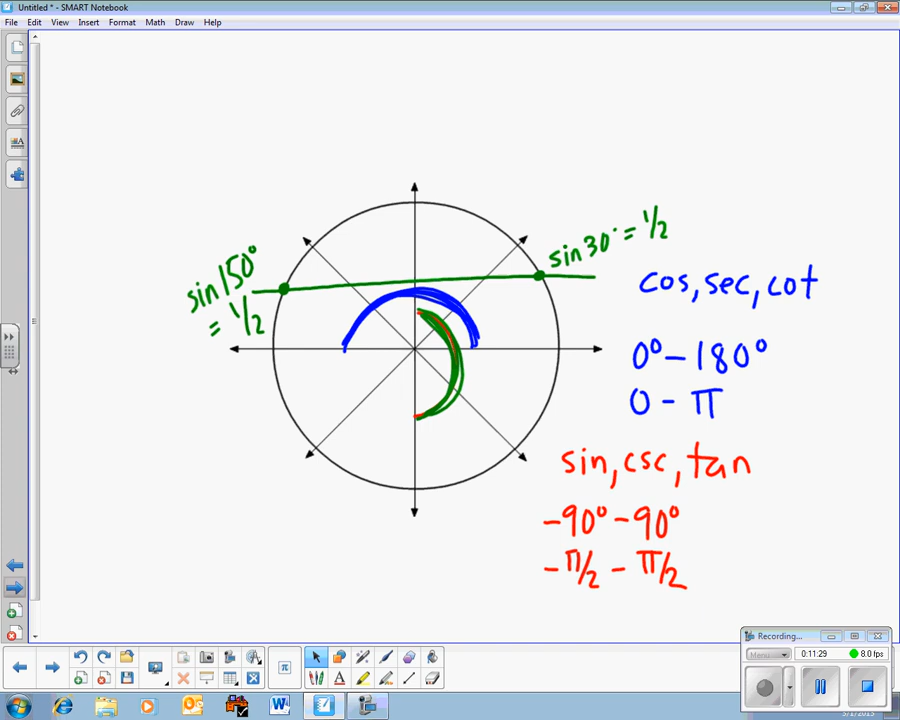 Untitled * - SMART Notebook
File Edit View Insert Format Math Draw Help
sin 30° = 1/2
sin 150°
= 1/2
cos, sec, cot
0° - 180°
0 - π
sin, csc, tan
-90° - 90°
-π/2 - π/2
Recording...
Menu
0:11:29 8.0 fps